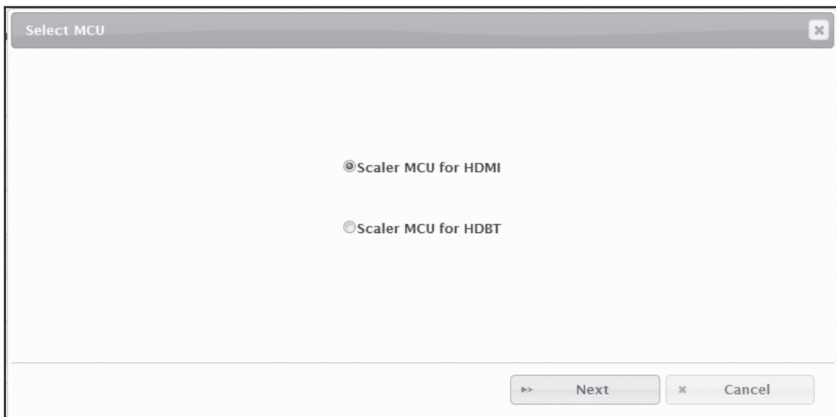 Select MCU
Scaler MCU for HDMI
Scaler MCU for HDBT
Next
Cancel